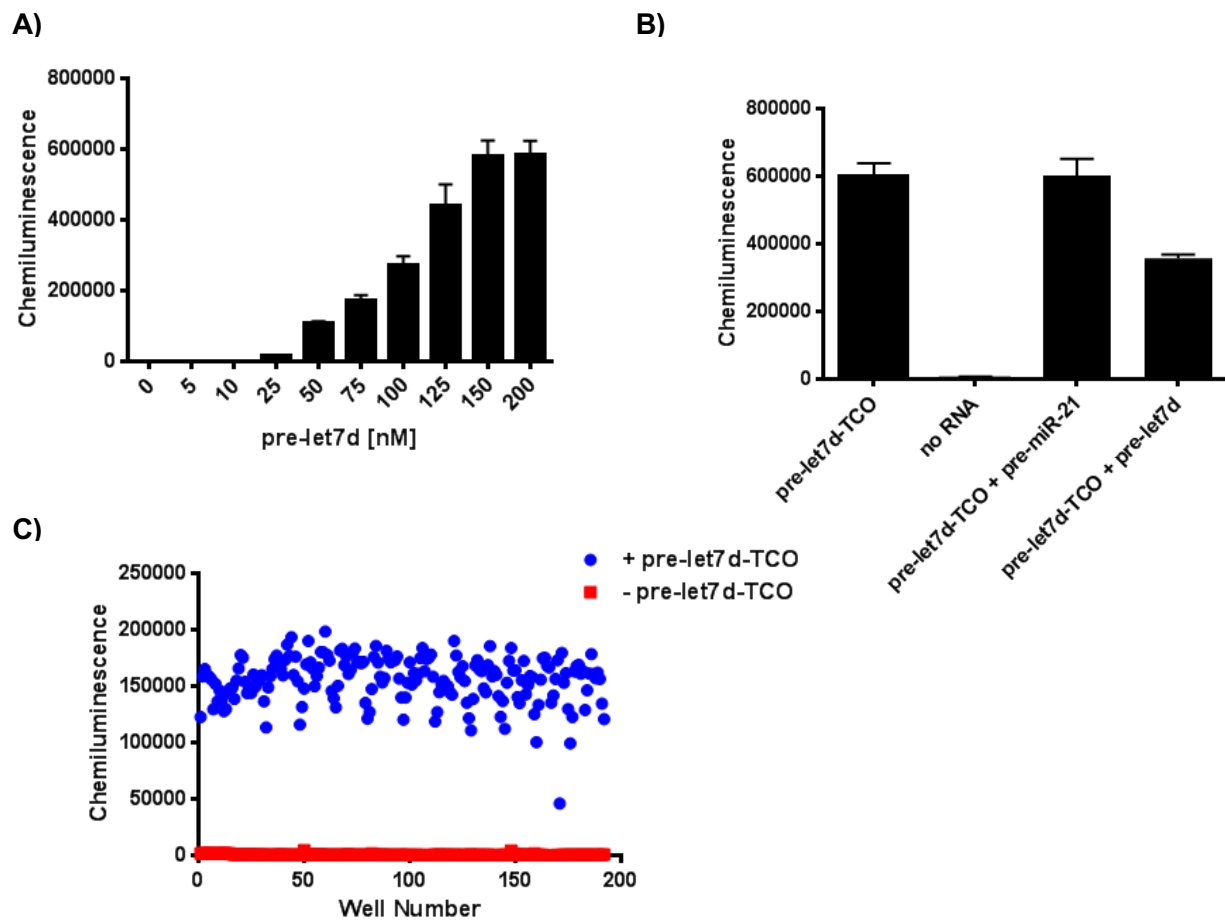 A)
800000
600000
400000
200000
0
Chemiluminescence
0 5 10 25 50 75 100 125 150 200
pre-let7d [nM]
B)
800000
600000
400000
200000
0
Chemiluminescence
pre-let7d-TCO
no RNA
pre-let7d-TCO + pre-miR-21
pre-let7d-TCO + pre-let7d
C)
+ pre-let7d-TCO
- pre-let7d-TCO
250000
200000
150000
100000
50000
0
Chemiluminescence
0 50 100 150 200
Well Number